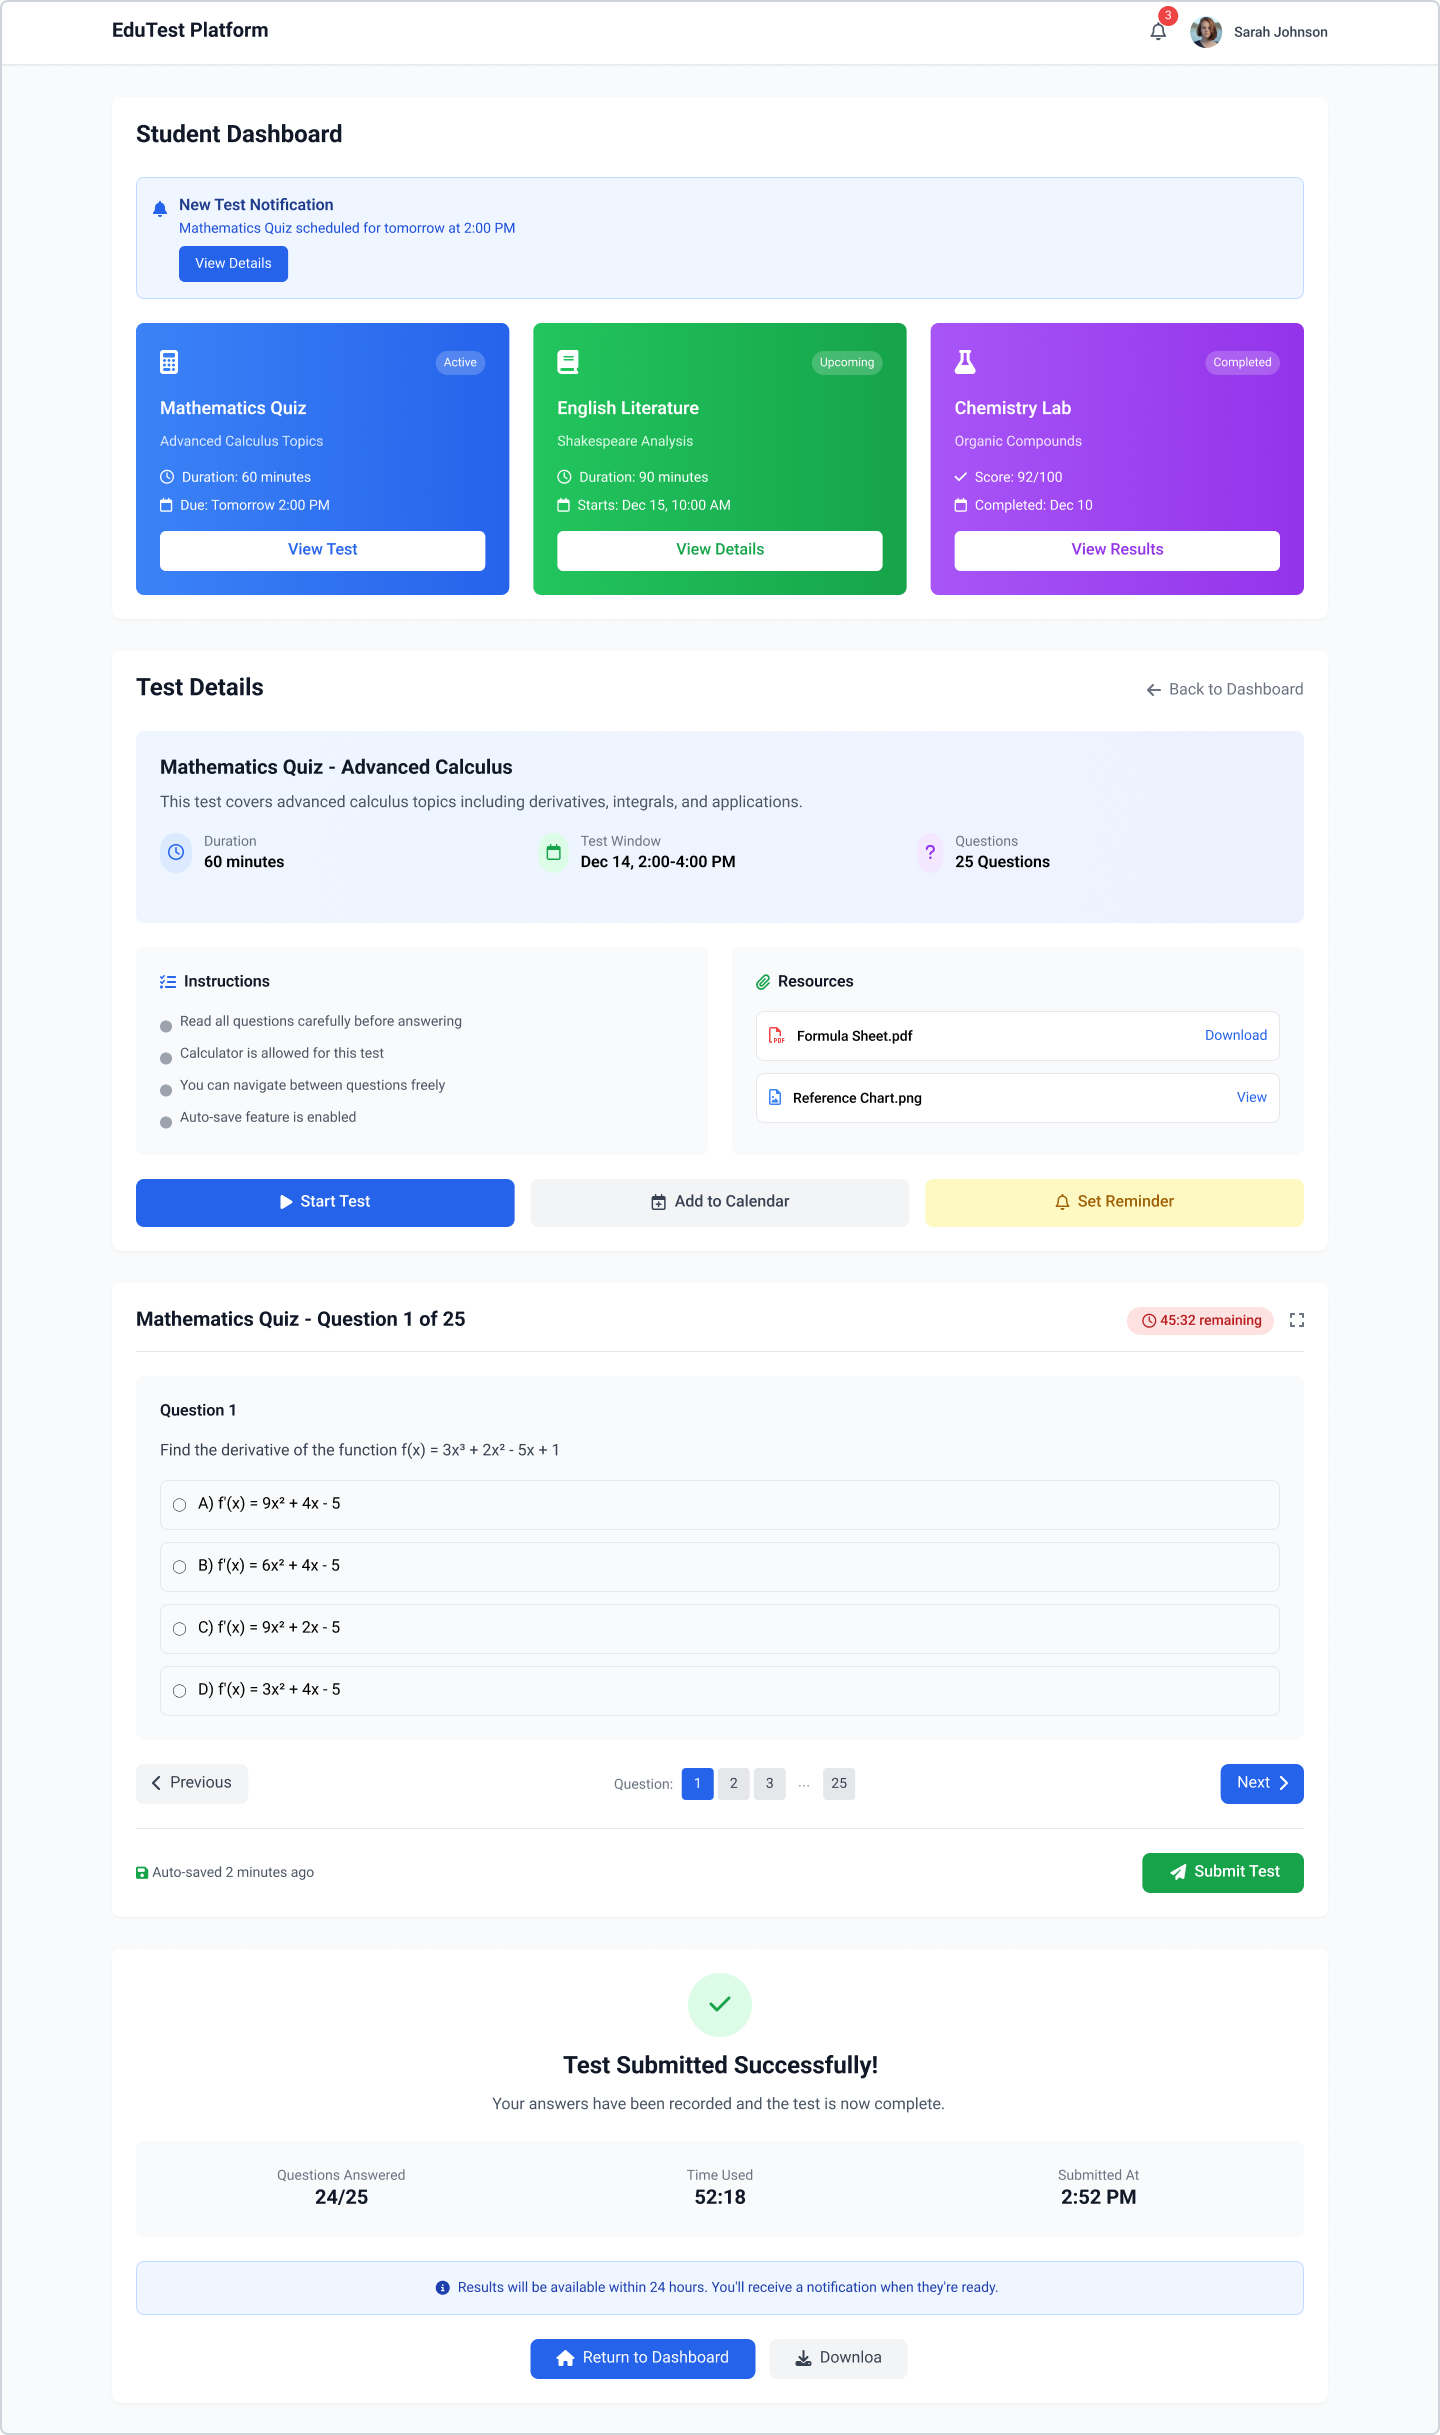 EduTest Platform
3
Sarah Johnson
Student Dashboard
New Test Notification
Mathematics Quiz scheduled for tomorrow at 2:00 PM
View Details
Active
Mathematics Quiz
Advanced Calculus Topics
Duration: 60 minutes
Due: Tomorrow 2:00 PM
View Test
Upcoming
English Literature
Shakespeare Analysis
Duration: 90 minutes
Starts: Dec 15, 10:00 AM
View Details
Completed
Chemistry Lab
Organic Compounds
Score: 92/100
Completed: Dec 10
View Results
Test Details
Back to Dashboard
Mathematics Quiz - Advanced Calculus
This test covers advanced calculus topics including derivatives, integrals, and applications.
Duration
60 minutes
Test Window
Dec 14, 2:00-4:00 PM
?
Questions
25 Questions
Instructions
Read all questions carefully before answering
Calculator is allowed for this test
You can navigate between questions freely
Auto-save feature is enabled
Resources
PDF
Formula Sheet.pdf
Download
Reference Chart.png
View
Start Test
Add to Calendar
Set Reminder
Mathematics Quiz - Question 1 of 25
45:32 remaining
Question 1
Find the derivative of the function f(x) = 3x³ + 2x² - 5x + 1
A) f'(x) = 9x² + 4x - 5
B) f'(x) = 6x² + 4x - 5
C) f'(x) = 9x² + 2x - 5
D) f'(x) = 3x² + 4x - 5
Previous
Question: 1 2 3 ... 25
Next
Auto-saved 2 minutes ago
Submit Test
Test Submitted Successfully!
Your answers have been recorded and the test is now complete.
Questions Answered
24/25
Time Used
52:18
Submitted At
2:52 PM
Results will be available within 24 hours. You'll receive a notification when they're ready.
Return to Dashboard
Downloa